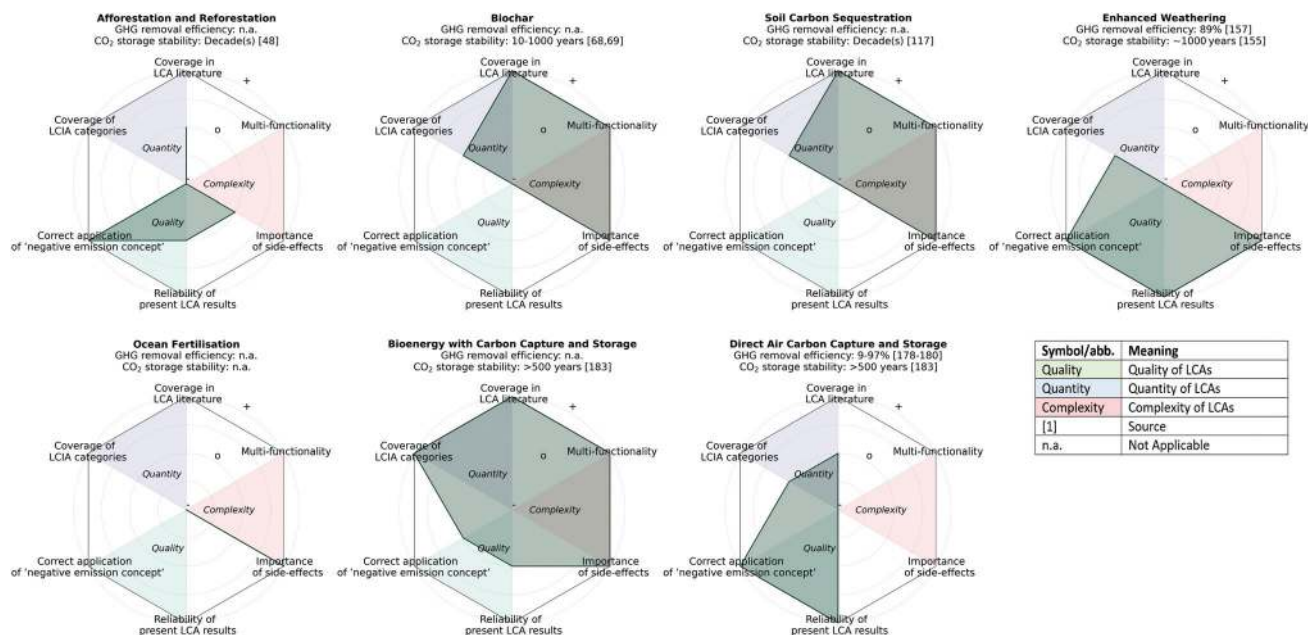 Afforestation and Reforestation
GHG removal efficiency: n.a.
CO₂ storage stability: Decade(s) [48]
Coverage in
LCA literature
+
Coverage of
LCIA categories
o
Multi-functionality
Quantity
-
Complexity
Quality
Correct application
of 'negative emission concept'
Importance
of side-effects
Reliability of
present LCA results
Biochar
GHG removal efficiency: n.a.
CO₂ storage stability: 10-1000 years [68,69]
Coverage in
LCA literature
+
Coverage of
LCIA categories
o
Multi-functionality
Quantity
-
Complexity
Quality
Correct application
of 'negative emission concept'
Importance
of side-effects
Reliability of
present LCA results
Soil Carbon Sequestration
GHG removal efficiency: n.a.
CO₂ storage stability: Decade(s) [117]
Coverage in
LCA literature
+
Coverage of
LCIA categories
o
Multi-functionality
Quantity
-
Complexity
Quality
Correct application
of 'negative emission concept'
Importance
of side-effects
Reliability of
present LCA results
Enhanced Weathering
GHG removal efficiency: 89% [157]
CO₂ storage stability: ~1000 years [155]
Coverage in
LCA literature
+
Coverage of
LCIA categories
o
Multi-functionality
Quantity
-
Complexity
Quality
Correct application
of 'negative emission concept'
Importance
of side-effects
Reliability of
present LCA results
Ocean Fertilisation
GHG removal efficiency: n.a.
CO₂ storage stability: n.a.
Coverage in
LCA literature
+
Coverage of
LCIA categories
o
Multi-functionality
Quantity
-
Complexity
Quality
Correct application
of 'negative emission concept'
Importance
of side-effects
Reliability of
present LCA results
Bioenergy with Carbon Capture and Storage
GHG removal efficiency: n.a.
CO₂ storage stability: >500 years [183]
Coverage in
LCA literature
+
Coverage of
LCIA categories
o
Multi-functionality
Quantity
-
Complexity
Quality
Correct application
of 'negative emission concept'
Importance
of side-effects
Reliability of
present LCA results
Direct Air Carbon Capture and Storage
GHG removal efficiency: 9-97% [178-180]
CO₂ storage stability: >500 years [183]
Coverage in
LCA literature
+
Coverage of
LCIA categories
o
Multi-functionality
Quantity
-
Complexity
Quality
Correct application
of 'negative emission concept'
Importance
of side-effects
Reliability of
present LCA results
Symbol/abb. Meaning
Quality Quality of LCAs
Quantity Quantity of LCAs
Complexity Complexity of LCAs
[1] Source
n.a. Not Applicable